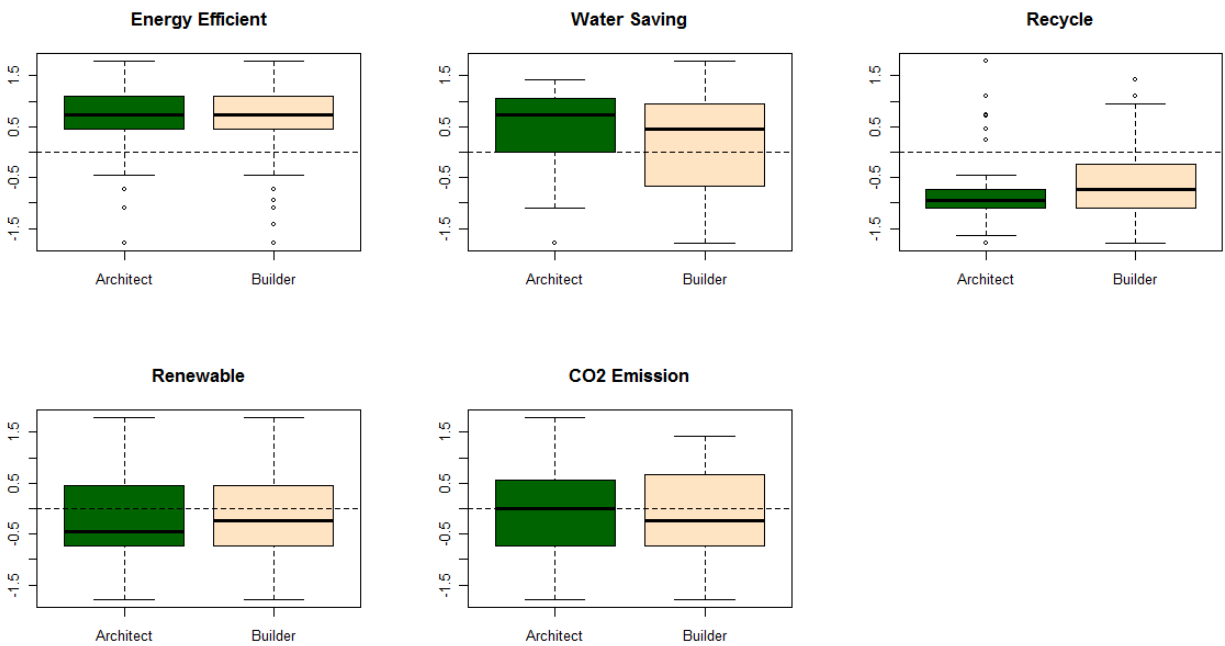 Energy Efficient
1.5
0.5
-0.5
-1.5
Architect Builder
Water Saving
1.5
0.5
-0.5
-1.5
Architect Builder
Recycle
1.5
0.5
-0.5
-1.5
Architect Builder
Renewable
1.5
0.5
-0.5
-1.5
Architect Builder
CO2 Emission
1.5
0.5
-0.5
-1.5
Architect Builder